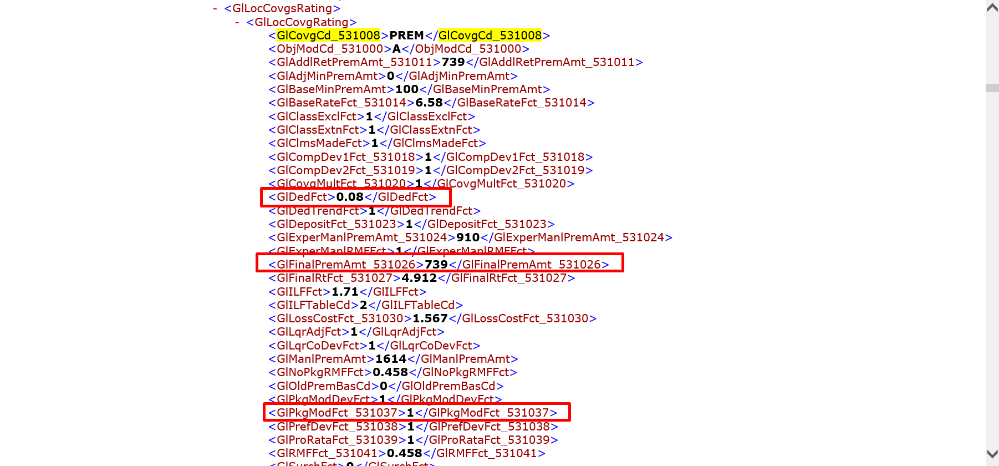 - <GlLocCovgsRating>
- <GlLocCovgRating>
<GlCovgCd_531008>PREM</GlCovgCd_531008>
<ObjModCd_531000>A</ObjModCd_531000>
<GlAddlRetPremAmt_531011>739</GlAddlRetPremAmt_531011>
<GlAdjMinPremAmt>0</GlAdjMinPremAmt>
<GlBaseMinPremAmt>100</GlBaseMinPremAmt>
<GlBaseRateFct_531014>6.58</GlBaseRateFct_531014>
<GlClassExclFct>1</GlClassExclFct>
<GlClassExtnFct>1</GlClassExtnFct>
<GlClmsMadeFct>1</GlClmsMadeFct>
<GlCompDev1Fct_531018>1</GlCompDev1Fct_531018>
<GlCompDev2Fct_531019>1</GlCompDev2Fct_531019>
<GlCovgMultFct_531020>1</GlCovgMultFct_531020>
<GlDedFct>0.08</GlDedFct>
<GlDedTrendFct>1</GlDedTrendFct>
<GlDepositFct_531023>1</GlDepositFct_531023>
<GlExperManlPremAmt_531024>910</GlExperManlPremAmt_531024>
<GlExperManlRMFFct>1</GlExperManlRMFFct>
<GlFinalPremAmt_531026>739</GlFinalPremAmt_531026>
<GlFinalRtFct_531027>4.912</GlFinalRtFct_531027>
<GlILFFct>1.71</GlILFFct>
<GlILFTableCd>2</GlILFTableCd>
<GlLossCostFct_531030>1.567</GlLossCostFct_531030>
<GlLqrAdjFct>1</GlLqrAdjFct>
<GlLqrCoDevFct>1</GlLqrCoDevFct>
<GlManlPremAmt>1614</GlManlPremAmt>
<GlNoPkgRMFFct>0.458</GlNoPkgRMFFct>
<GlOldPremBasCd>0</GlOldPremBasCd>
<GlPkgModDevFct>1</GlPkgModDevFct>
<GlPkgModFct_531037>1</GlPkgModFct_531037>
<GlPrefDevFct_531038>1</GlPrefDevFct_531038>
<GlProRataFct_531039>1</GlProRataFct_531039>
<GlRMFFct_531041>0.458</GlRMFFct_531041>
<GlSurchFct>0</GlSurchFct>